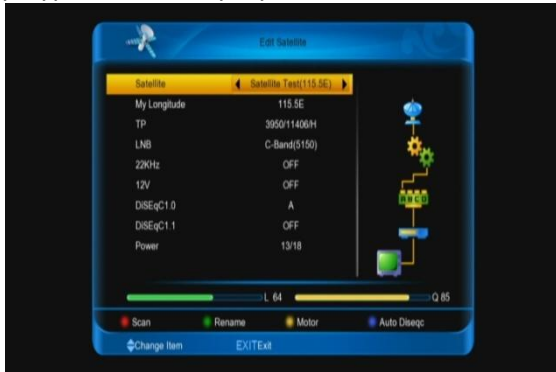 Edit Satellite
Satellite Satellite Test(115.5E)
My Longitude 115.5E
TP 3950/11406/H
LNB C-Band(5150)
22KHz OFF
12V OFF
DiSEqC1.0 A
DiSEqC1.1 OFF
Power 13/18
ABCD
L 64 Q 85
Scan Rename Motor Auto Diseqc
Change Item EXITExit